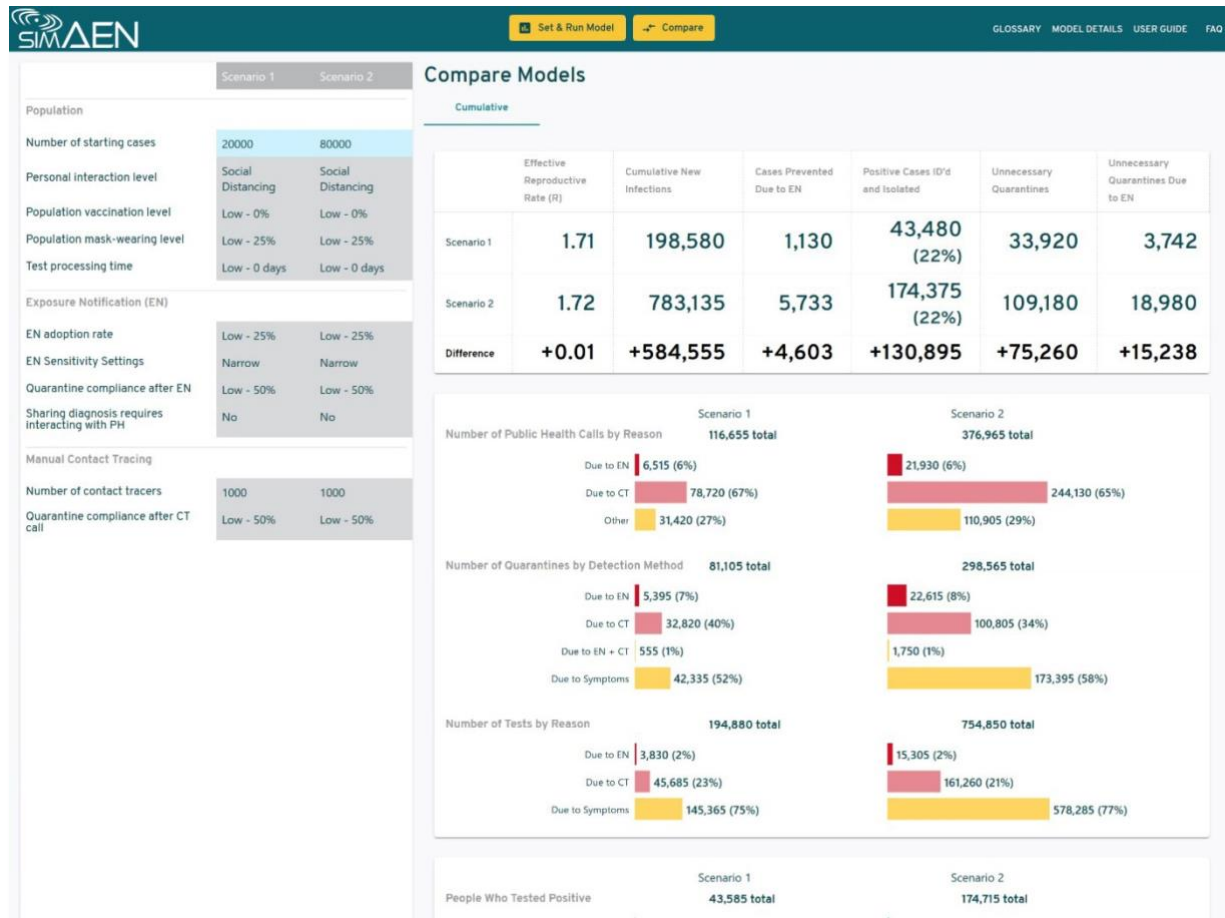 SIMAEN
Set & Run Model
Compare
GLOSSARY MODEL DETAILS USER GUIDE FAQ
Scenario 1 Scenario 2
Population
Number of starting cases 20000 80000
Personal interaction level Social Distancing Social Distancing
Population vaccination level Low - 0% Low - 0%
Population mask-wearing level Low - 25% Low - 25%
Test processing time Low - 0 days Low - 0 days
Exposure Notification (EN)
EN adoption rate Low - 25% Low - 25%
EN Sensitivity Settings Narrow Narrow
Quarantine compliance after EN Low - 50% Low - 50%
Sharing diagnosis requires interacting with PH No No
Manual Contact Tracing
Number of contact tracers 1000 1000
Quarantine compliance after CT call Low - 50% Low - 50%
Compare Models
Cumulative
Effective Reproductive Rate (R) Cumulative New Infections Cases Prevented Due to EN Positive Cases ID'd and Isolated Unnecessary Quarantines Unnecessary Quarantines Due to EN
Scenario 1 1.71 198,580 1,130 43,480 (22%) 33,920 3,742
Scenario 2 1.72 783,135 5,733 174,375 (22%) 109,180 18,980
Difference +0.01 +584,555 +4,603 +130,895 +75,260 +15,238
Scenario 1 Scenario 2
Number of Public Health Calls by Reason 116,655 total 376,965 total
Due to EN 6,515 (6%) 21,930 (6%)
Due to CT 78,720 (67%) 244,130 (65%)
Other 31,420 (27%) 110,905 (29%)
Number of Quarantines by Detection Method 81,105 total 298,565 total
Due to EN 5,395 (7%) 22,615 (8%)
Due to CT 32,820 (40%) 100,805 (34%)
Due to EN + CT 555 (1%) 1,750 (1%)
Due to Symptoms 42,335 (52%) 173,395 (58%)
Number of Tests by Reason 194,880 total 754,850 total
Due to EN 3,830 (2%) 15,305 (2%)
Due to CT 45,685 (23%) 161,260 (21%)
Due to Symptoms 145,365 (75%) 578,285 (77%)
Scenario 1 Scenario 2
People Who Tested Positive 43,585 total 174,715 total